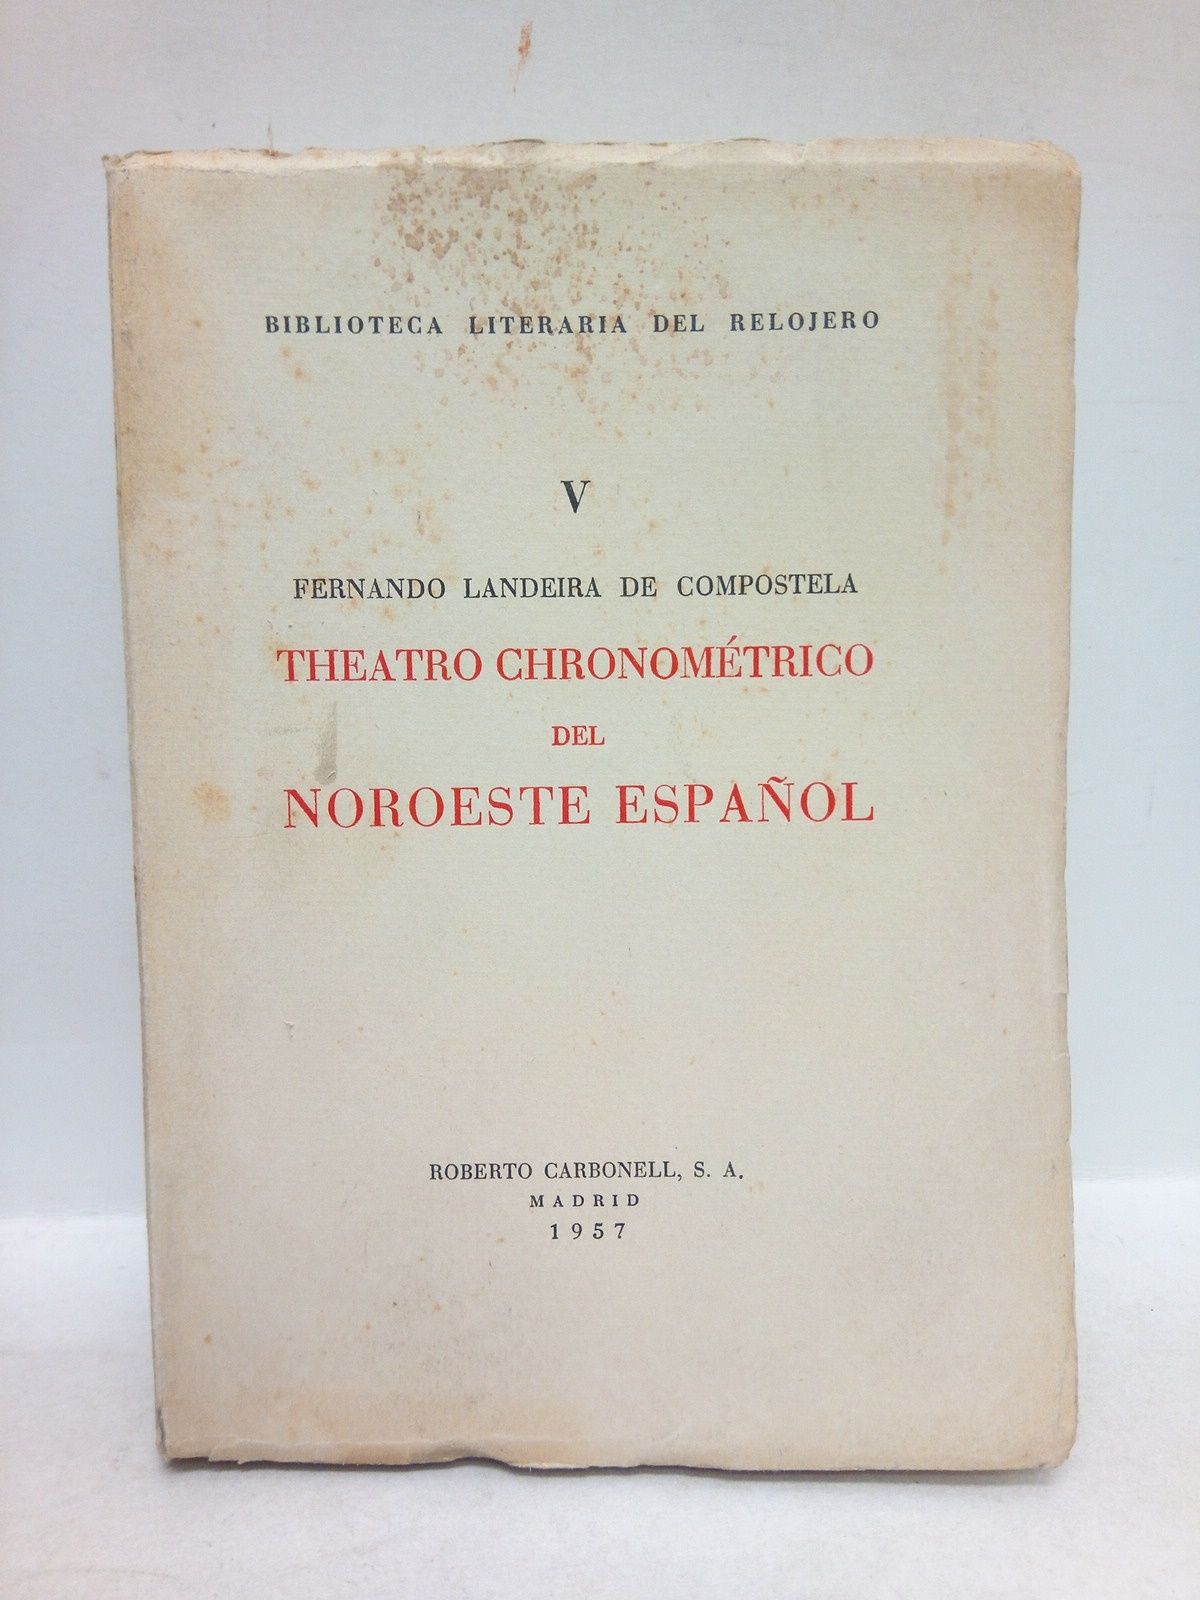 BIBLIOTECA LITERARIA DEL RELOJERO
V
FERNANDO LANDEIRA DE COMPOSTELA
THEATRO CHRONOMÉTRICO
DEL
NOROESTE ESPAÑOL
ROBERTO CARBONELL, S. A.
MADRID
1957